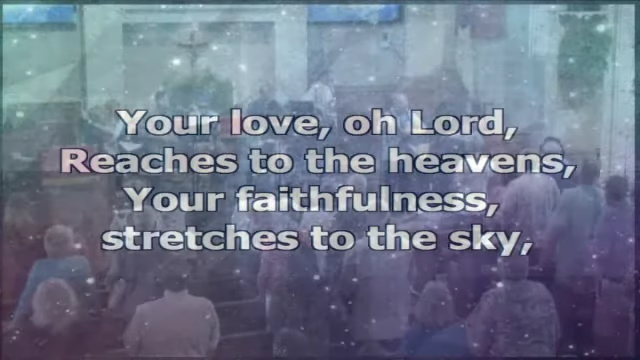 Your love, oh Lord,
Reaches to the heavens,
Your faithfulness,
stretches to the sky,